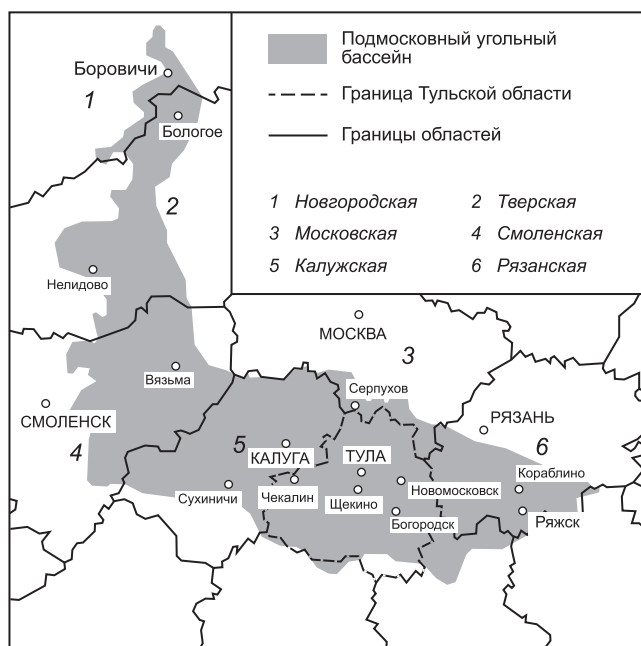 Подмосковный угольный
бассейн
Граница Тульской области
Границы областей
1 Новгородская 2 Тверская
3 Московская 4 Смоленская
5 Калужская 6 Рязанская
Боровичи
1
Бологое
2
Нелидово
МОСКВА
3
Вязьма
Серпухов
СМОЛЕНСК
4
РЯЗАНЬ
5
6
КАЛУГА
ТУЛА
Кораблино
Сухиничи
Чекалин
Щекино
Новомосковск
Богородск
Ряжск